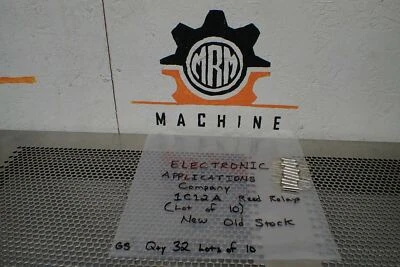 MRM
MACHINE
ELECTRONIC
APPLICATIONS
Company
1C12A Reed Relays
(Lot of 10)
New Old Stock
GS Qty 32 Lots of 10